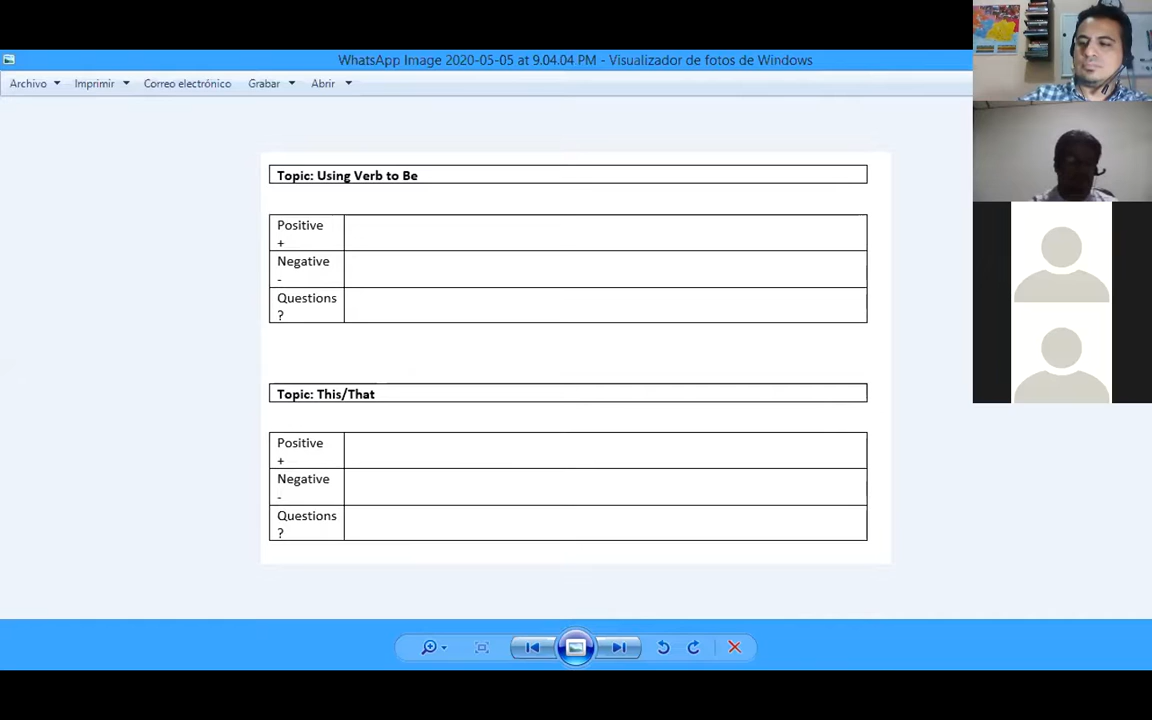 WhatsApp Image 2020-05-05 at 9.04.04 PM - Visualizador de fotos de Windows
Archivo Imprimir Correo electrónico Grabar Abrir
Topic: Using Verb to Be
Positive
+
Negative
-
Questions
?
Topic: This/That
Positive
+
Negative
-
Questions
?